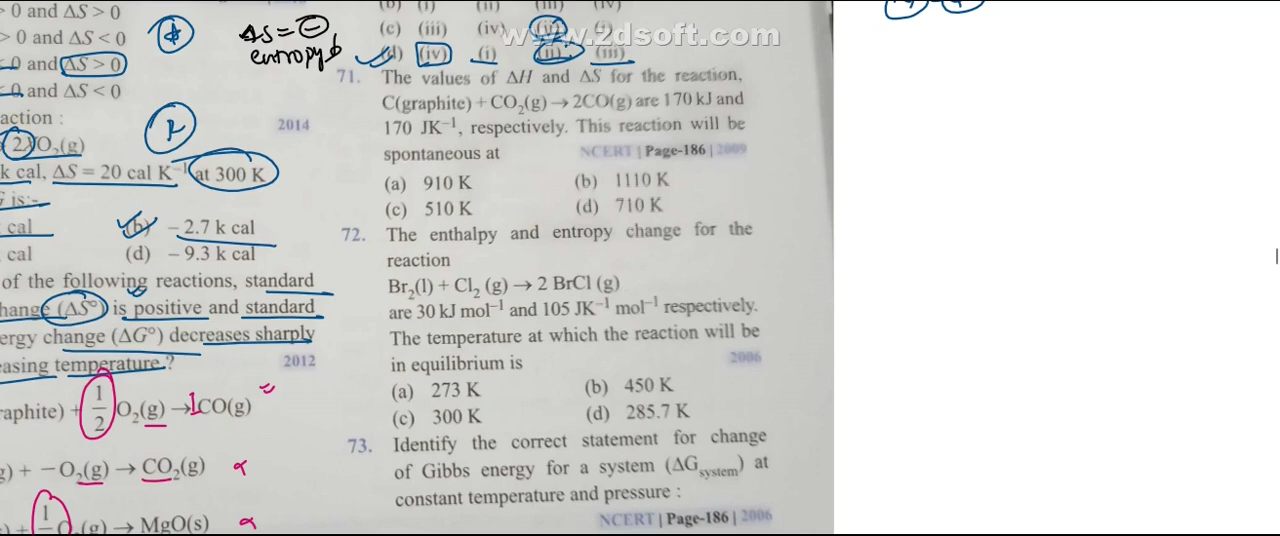 > 0 and ΔS > 0
> 0 and ΔS < 0
0 and ΔS > 0
0 and ΔS < 0
action :
2014
2XO₂(g)
k cal, ΔS = 20 cal K⁻¹ at 300 K
is:-
cal (b) – 2.7 k cal
cal (d) – 9.3 k cal
of the following reactions, standard
hange (ΔS°) is positive and standard
ergy change (ΔG°) decreases sharply
easing temperature ? 2012
raphite) + 1/2 O₂(g) → 1CO(g)
g) + – O₂(g) → CO₂(g)
(g) → MgO(s)
ΔS = –
entropy
(b) (i) (ii) (iii) (iv)
(c) (iii) (iv) (ii) (i)
www.2dsoft.com
(d) (iv) (i) (ii) (iii)
71. The values of ΔH and ΔS for the reaction,
C(graphite) + CO₂(g) → 2CO(g) are 170 kJ and
170 JK⁻¹, respectively. This reaction will be
spontaneous at NCERT | Page-186 | 2009
(a) 910 K (b) 1110 K
(c) 510 K (d) 710 K
72. The enthalpy and entropy change for the
reaction
Br₂(l) + Cl₂ (g) → 2 BrCl (g)
are 30 kJ mol⁻¹ and 105 JK⁻¹ mol⁻¹ respectively.
The temperature at which the reaction will be
in equilibrium is 2006
(a) 273 K (b) 450 K
(c) 300 K (d) 285.7 K
73. Identify the correct statement for change
of Gibbs energy for a system (ΔG_system) at
constant temperature and pressure :
NCERT | Page-186 | 2006